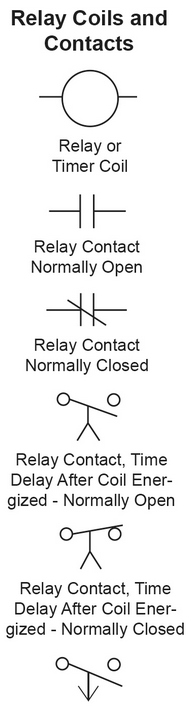 Relay Coils and
Contacts
Relay or
Timer Coil
Relay Contact
Normally Open
Relay Contact
Normally Closed
Relay Contact, Time
Delay After Coil Ener-
gized - Normally Open
Relay Contact, Time
Delay After Coil Ener-
gized - Normally Closed